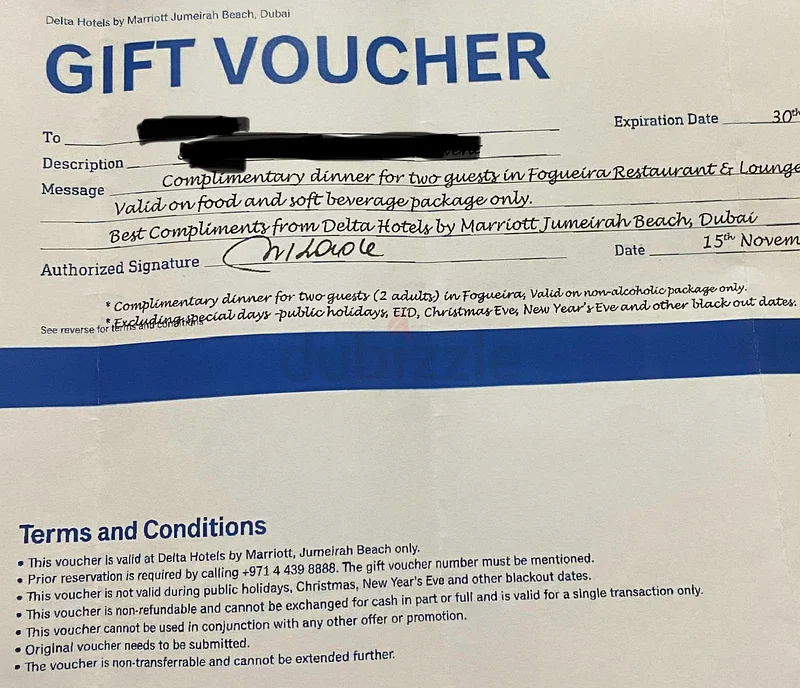 Delta Hotels by Marriott Jumeirah Beach, Dubai
GIFT VOUCHER
To
Expiration Date 30th
Description
Message Complimentary dinner for two guests in Fogueira Restaurant & Lounge
Valid on food and soft beverage package only.
Best Compliments from Delta Hotels by Marriott Jumeirah Beach, Dubai
Authorized Signature
Date 15th Novem
* Complimentary dinner for two guests (2 adults) in Fogueira, Valid on non-alcoholic package only.
* Excluding special days -public holidays, EID, Christmas Eve, New Year's Eve and other black out dates.
See reverse for terms and conditions
dubizzle
Terms and Conditions
• This voucher is valid at Delta Hotels by Marriott, Jumeirah Beach only.
• Prior reservation is required by calling +971 4 439 8888. The gift voucher number must be mentioned.
• This voucher is not valid during public holidays, Christmas, New Year's Eve and other blackout dates.
• This voucher is non-refundable and cannot be exchanged for cash in part or full and is valid for a single transaction only.
• This voucher cannot be used in conjunction with any other offer or promotion.
• Original voucher needs to be submitted.
• The voucher is non-transferrable and cannot be extended further.